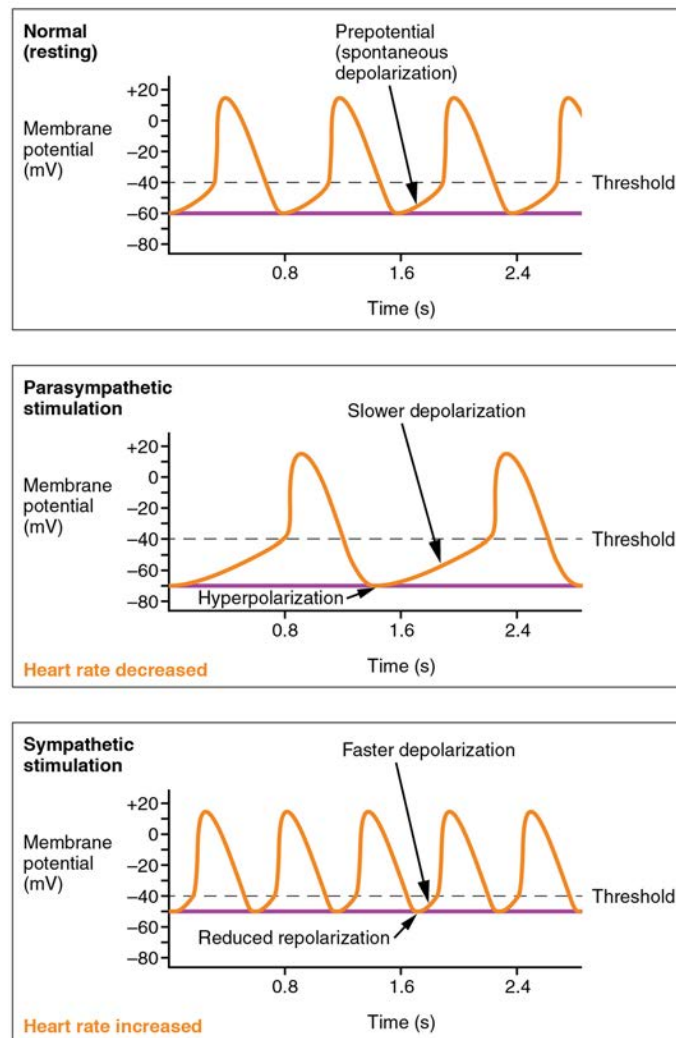 Normal
(resting)
Prepotential
(spontaneous
depolarization)
Membrane
potential
(mV)
+20
0
–20
–40
–60
–80
Threshold
0.8
1.6
2.4
Time (s)
Parasympathetic
stimulation
Slower depolarization
Membrane
potential
(mV)
+20
0
–20
–40
–60
–80
Threshold
Hyperpolarization
0.8
1.6
2.4
Heart rate decreased
Time (s)
Sympathetic
stimulation
Faster depolarization
Membrane
potential
(mV)
+20
0
–20
–40
–60
–80
Threshold
Reduced repolarization
0.8
1.6
2.4
Heart rate increased
Time (s)